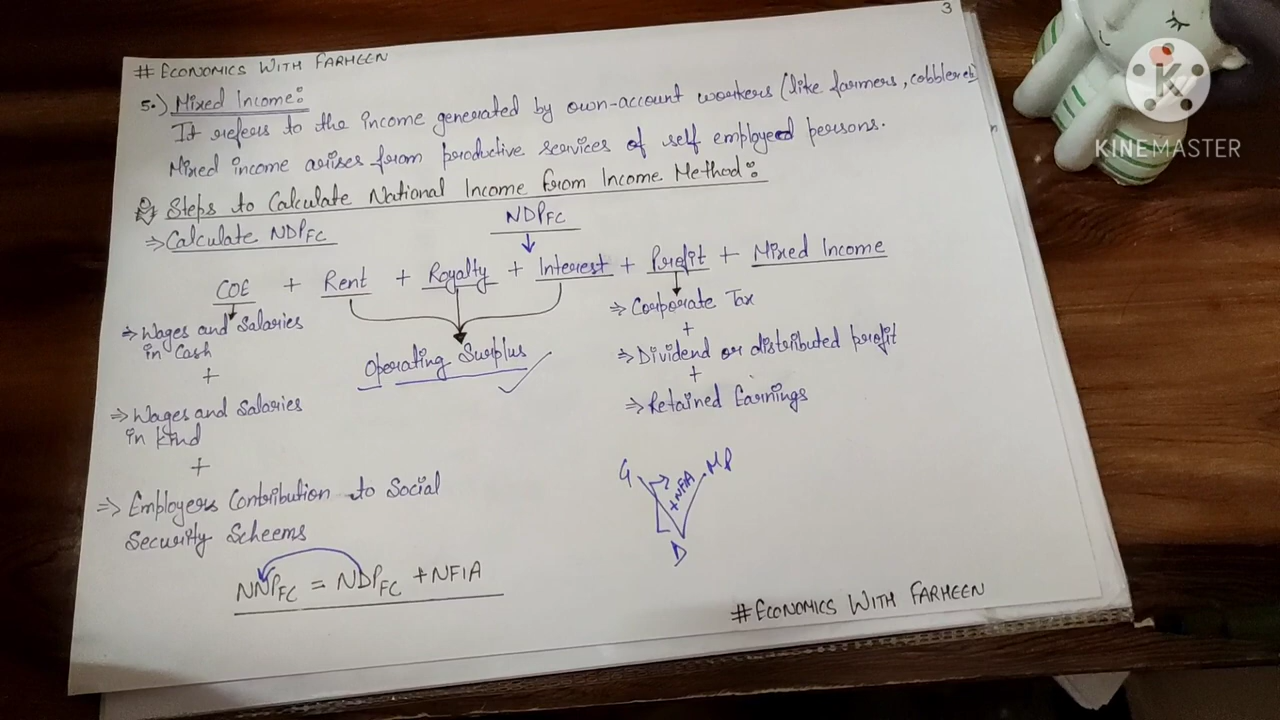 3
# ECONOMICS WITH FARHEEN
5.) Mixed Income:
It refers to the income generated by own-account workers (like farmers, cobbler etc)
Mixed income arises from productive services of self employeed persons.
Steps to Calculate National Income from Income Method:
⇒ Calculate NDPFC
NDPFC
COE + Rent + Royalty + Interest + Profit + Mixed Income
⇒ Wages and Salaries
in Cash
+
⇒ Wages and Salaries
in kind
+
⇒ Employers Contribution to Social
Security Scheems
Operating Surplus
⇒ Corporate Tax
+
⇒ Dividend or distributed profit
+
⇒ Retained Earnings
G
MP
+NFIA
D
NNPFC = NDPFC + NFIA
#ECONOMICS WITH FARHEEN
K
KINEMASTER